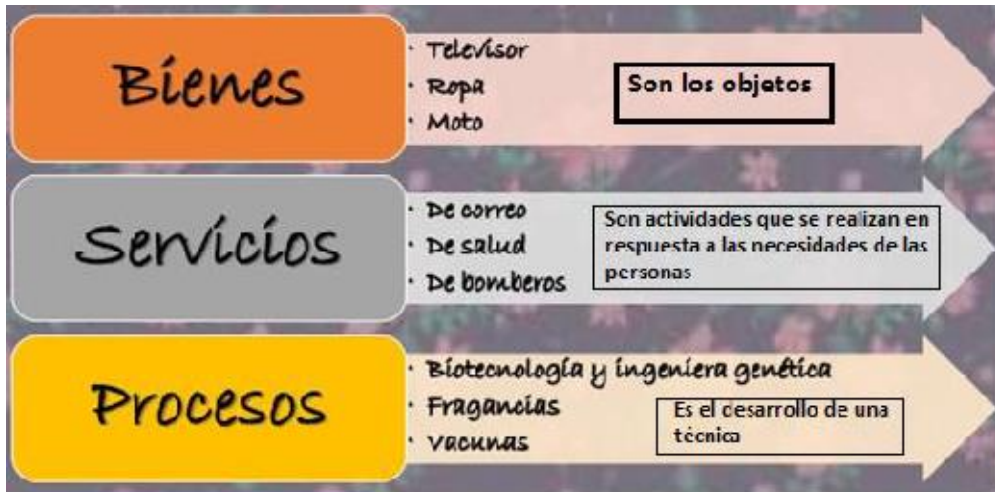 Bienes
· Televisor
· Ropa
· Moto
Son los objetos
Servicios
· De correo
· De salud
· De bomberos
Son actividades que se realizan en
respuesta a las necesidades de las
personas
Procesos
· Biotecnología y ingeniera genética
· Fragancias
· Vacunas
Es el desarrollo de una
técnica